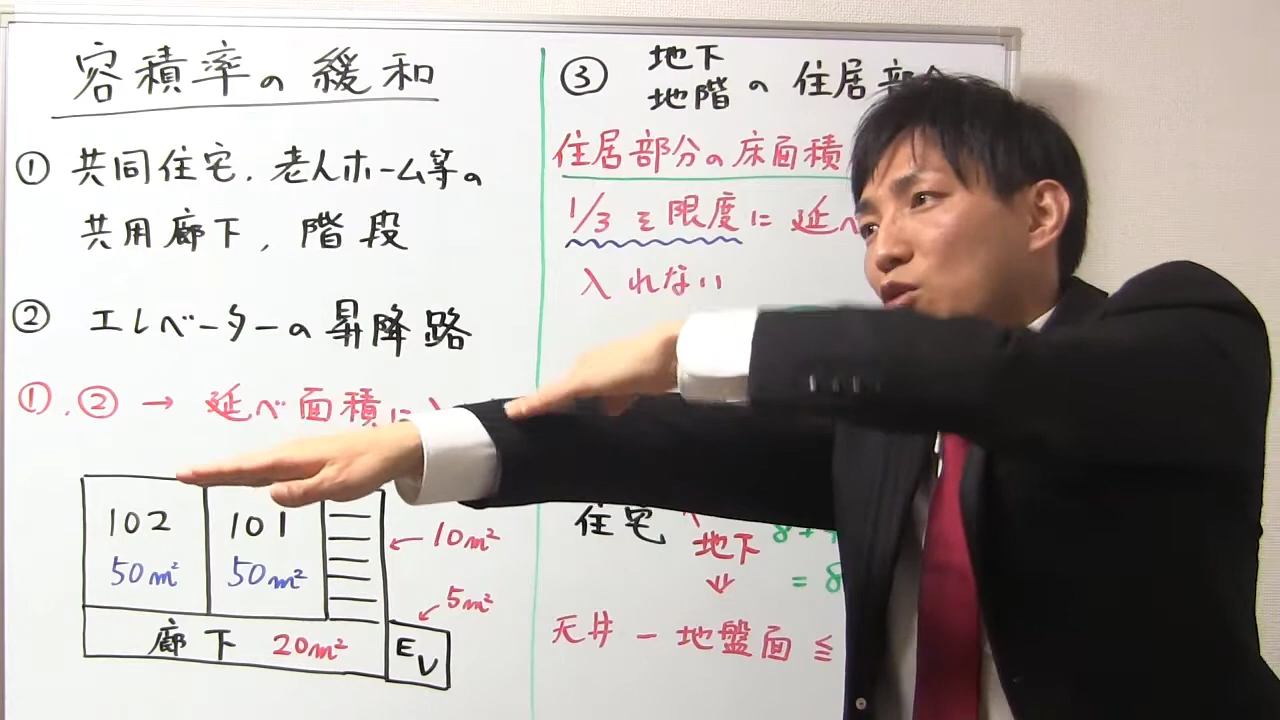 容積率の緩和
① 共同住宅、老人ホーム等の
共用廊下、階段
② エレベーターの昇降路
①、② → 延べ面積に
102
50㎡
101
50㎡
10㎡
5㎡
廊下 20㎡
EV
③ 地下
地階の住居部
住居部分の床面積
1/3を限度に延べ
入れない
住宅
地下
8+
= 8
天井 − 地盤面 ≦